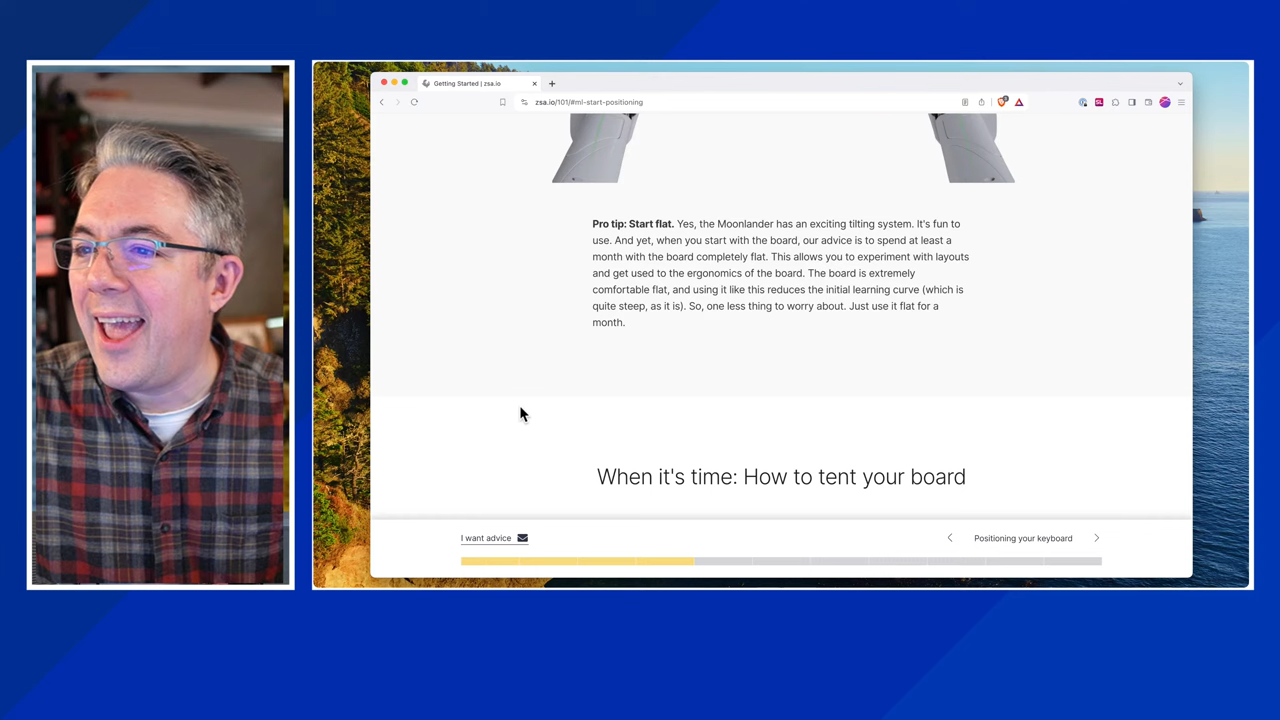 Getting Started | zsa.io
zsa.io/101/#ml-start-positioning
Pro tip: Start flat. Yes, the Moonlander has an exciting tilting system. It's fun to
use. And yet, when you start with the board, our advice is to spend at least a
month with the board completely flat. This allows you to experiment with layouts
and get used to the ergonomics of the board. The board is extremely
comfortable flat, and using it like this reduces the initial learning curve (which is
quite steep, as it is). So, one less thing to worry about. Just use it flat for a
month.
When it's time: How to tent your board
I want advice
Positioning your keyboard